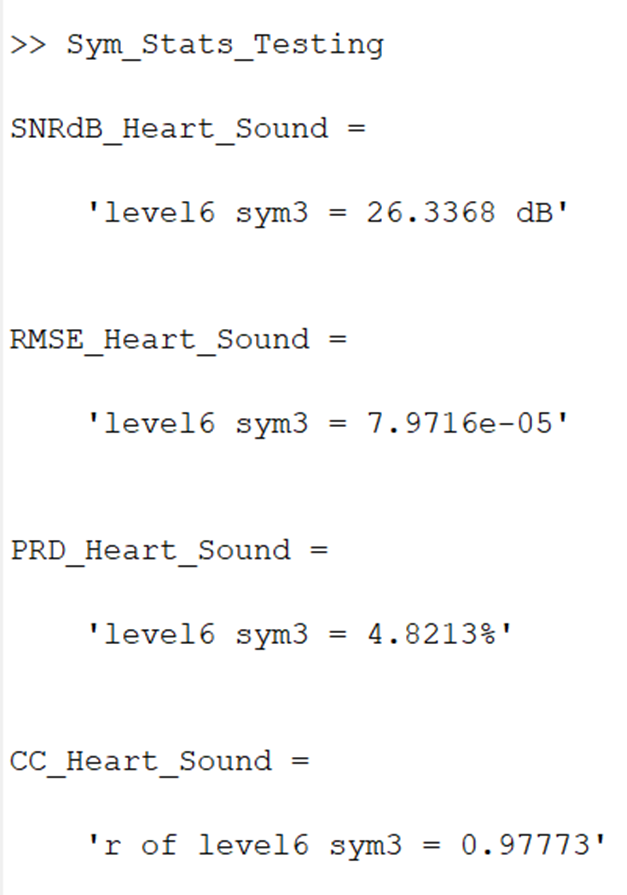 >> Sym_Stats_Testing
SNRdB_Heart_Sound =
'level6 sym3 = 26.3368 dB'
RMSE_Heart_Sound =
'level6 sym3 = 7.9716e-05'
PRD_Heart_Sound =
'level6 sym3 = 4.8213%'
CC_Heart_Sound =
'r of level6 sym3 = 0.97773'